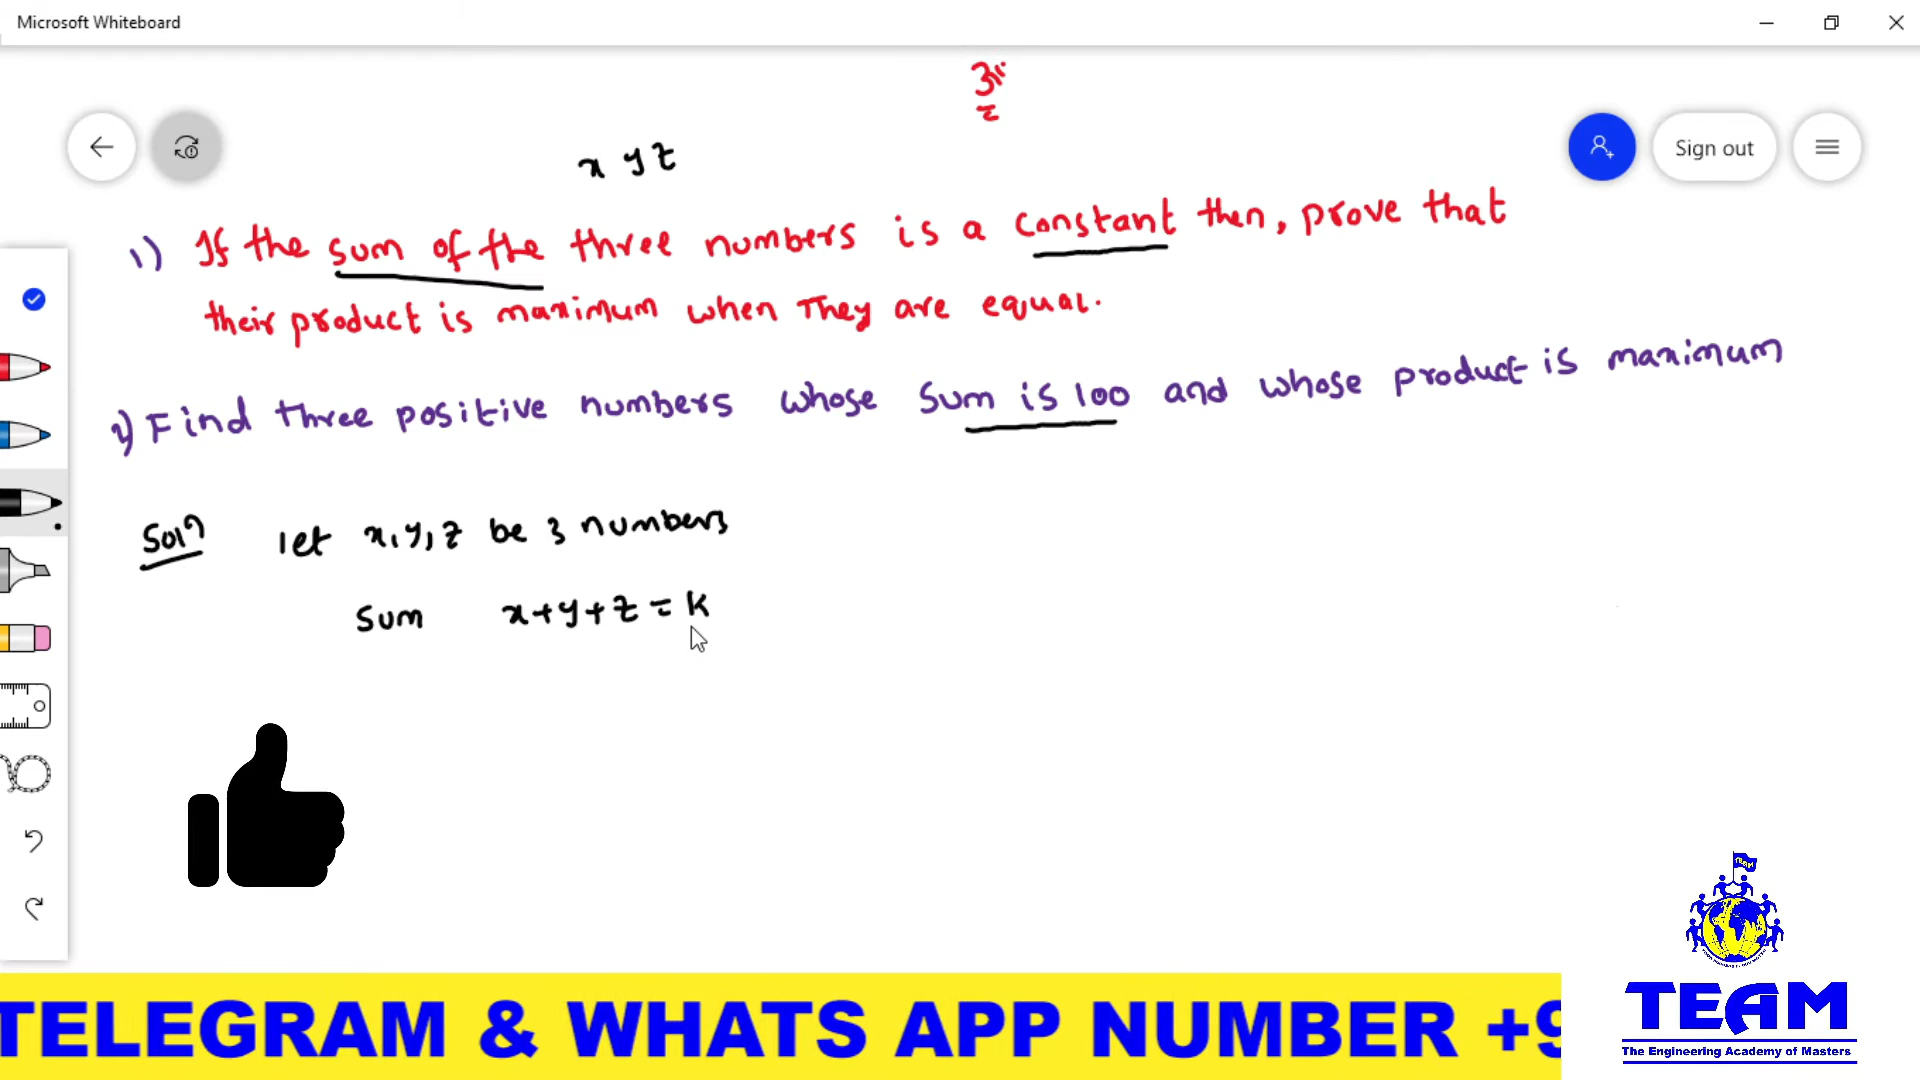 Microsoft Whiteboard
x y z
Sign out
1) If the sum of the three numbers is a constant then, prove that
their product is maximum when They are equal.
2) Find three positive numbers whose sum is 100 and whose product is maximum
Soln let x, y, z be 3 numbers
Sum x+y+z = k
TEAM
The Engineering Academy of Masters
TELEGRAM & WHATS APP NUMBER +9